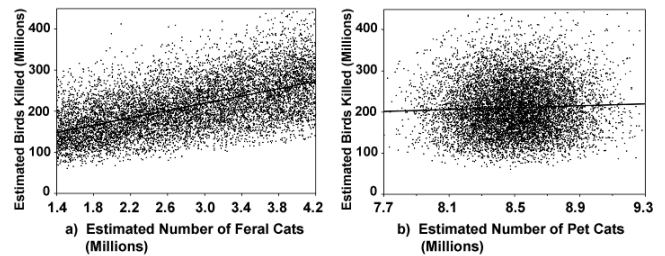 Estimated Birds Killed (Millions)
400
300
200
100
0
1.4 1.8 2.2 2.6 3.0 3.4 3.8 4.2
a) Estimated Number of Feral Cats
(Millions)
Estimated Birds Killed (Millions)
400
300
200
100
0
7.7 8.1 8.5 8.9 9.3
b) Estimated Number of Pet Cats
(Millions)